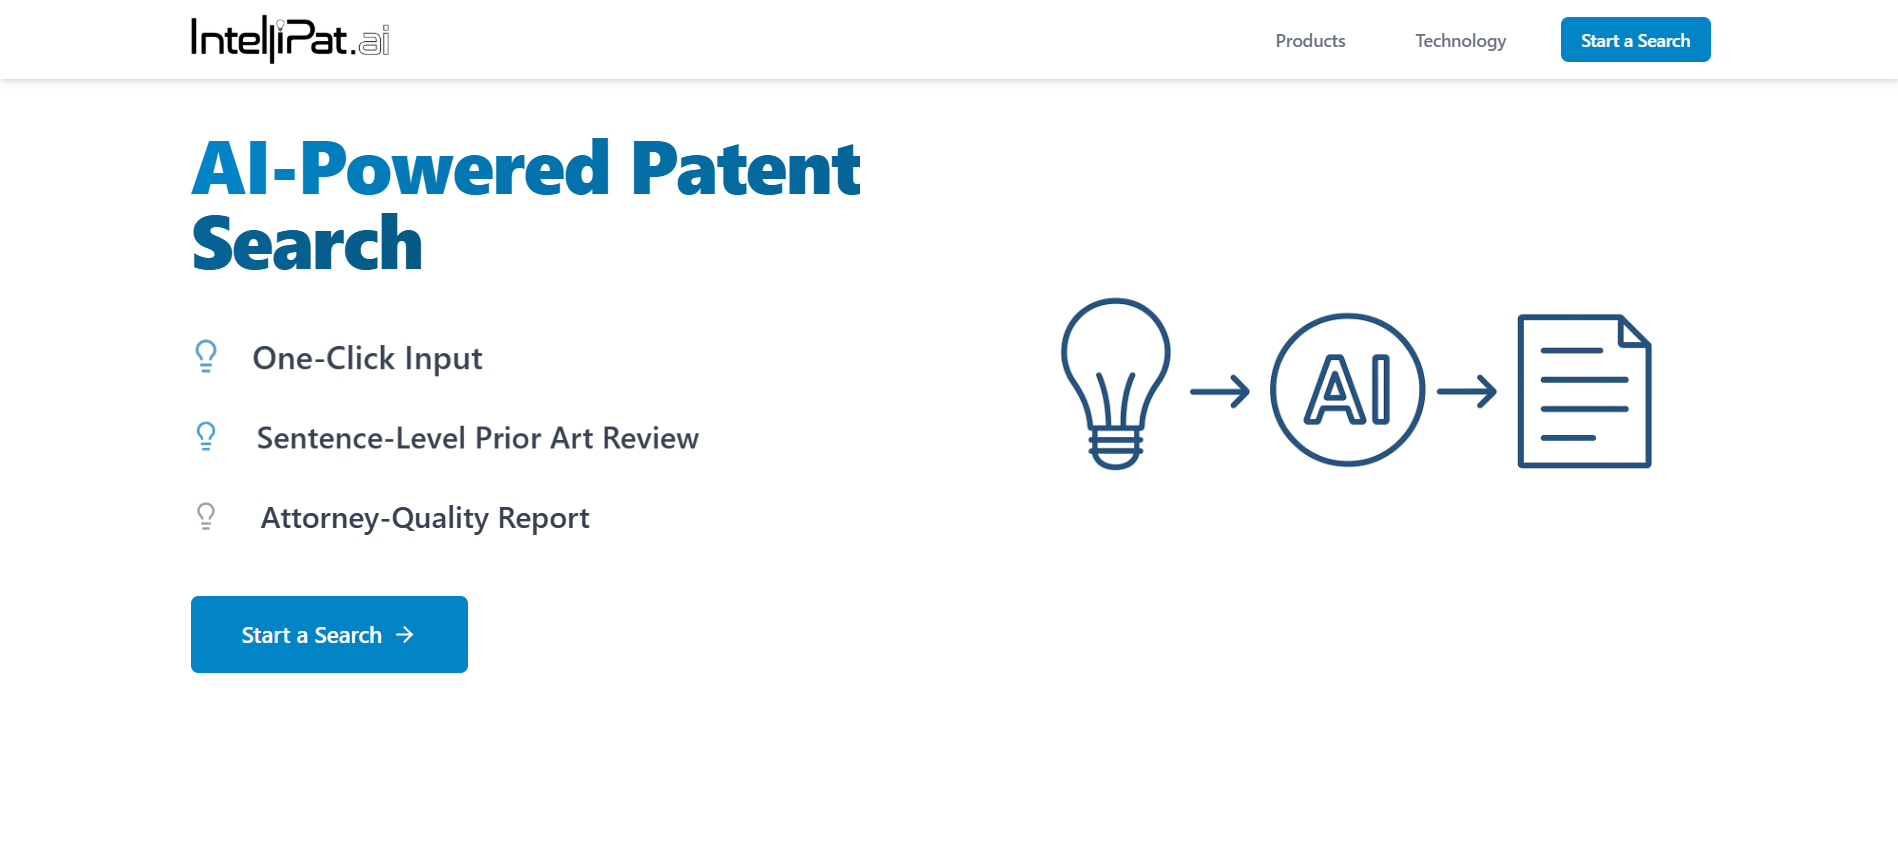 IntelliPat.ai
Products
Technology
Start a Search
AI-Powered Patent
Search
One-Click Input
Sentence-Level Prior Art Review
Attorney-Quality Report
AI
Start a Search